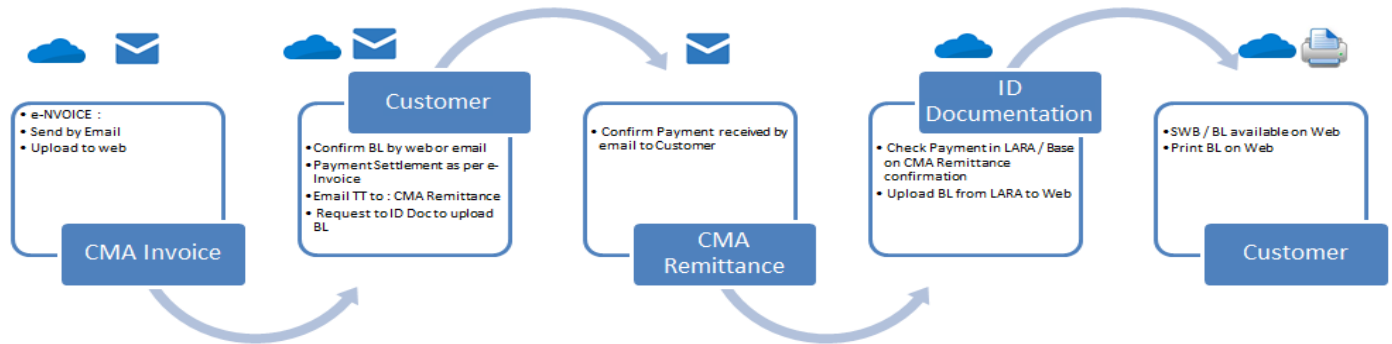 • e-NVOICE :
• Send by Email
• Upload to web
CMA Invoice
Customer
•Confirm BL by web or email
•Payment Settlement as per e-
Invoice
•Email TT to : CMA Remittance
• Request to ID Doc to upload
BL
• Confirm Payment received by
email to Customer
CMA
Remittance
ID
Documentation
• Check Payment in LARA / Base
on CMA Remittance
confirmation
• Upload BL from LARA to Web
•SWB / BL available on Web
•Print BL on Web
Customer